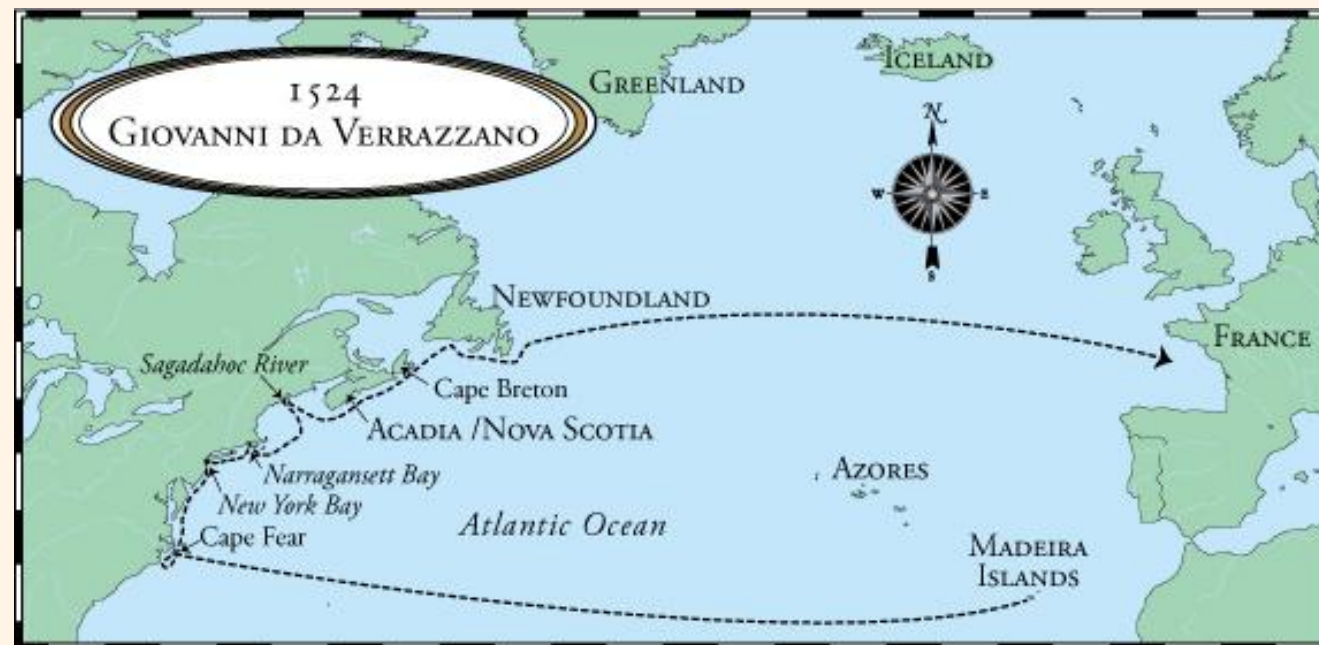 1524
GIOVANNI DA VERRAZZANO
GREENLAND
ICELAND
N
W
E
S
NEWFOUNDLAND
FRANCE
Sagadahoc River
Cape Breton
ACADIA /NOVA SCOTIA
Narragansett Bay
New York Bay
Cape Fear
AZORES
Atlantic Ocean
MADEIRA
ISLANDS